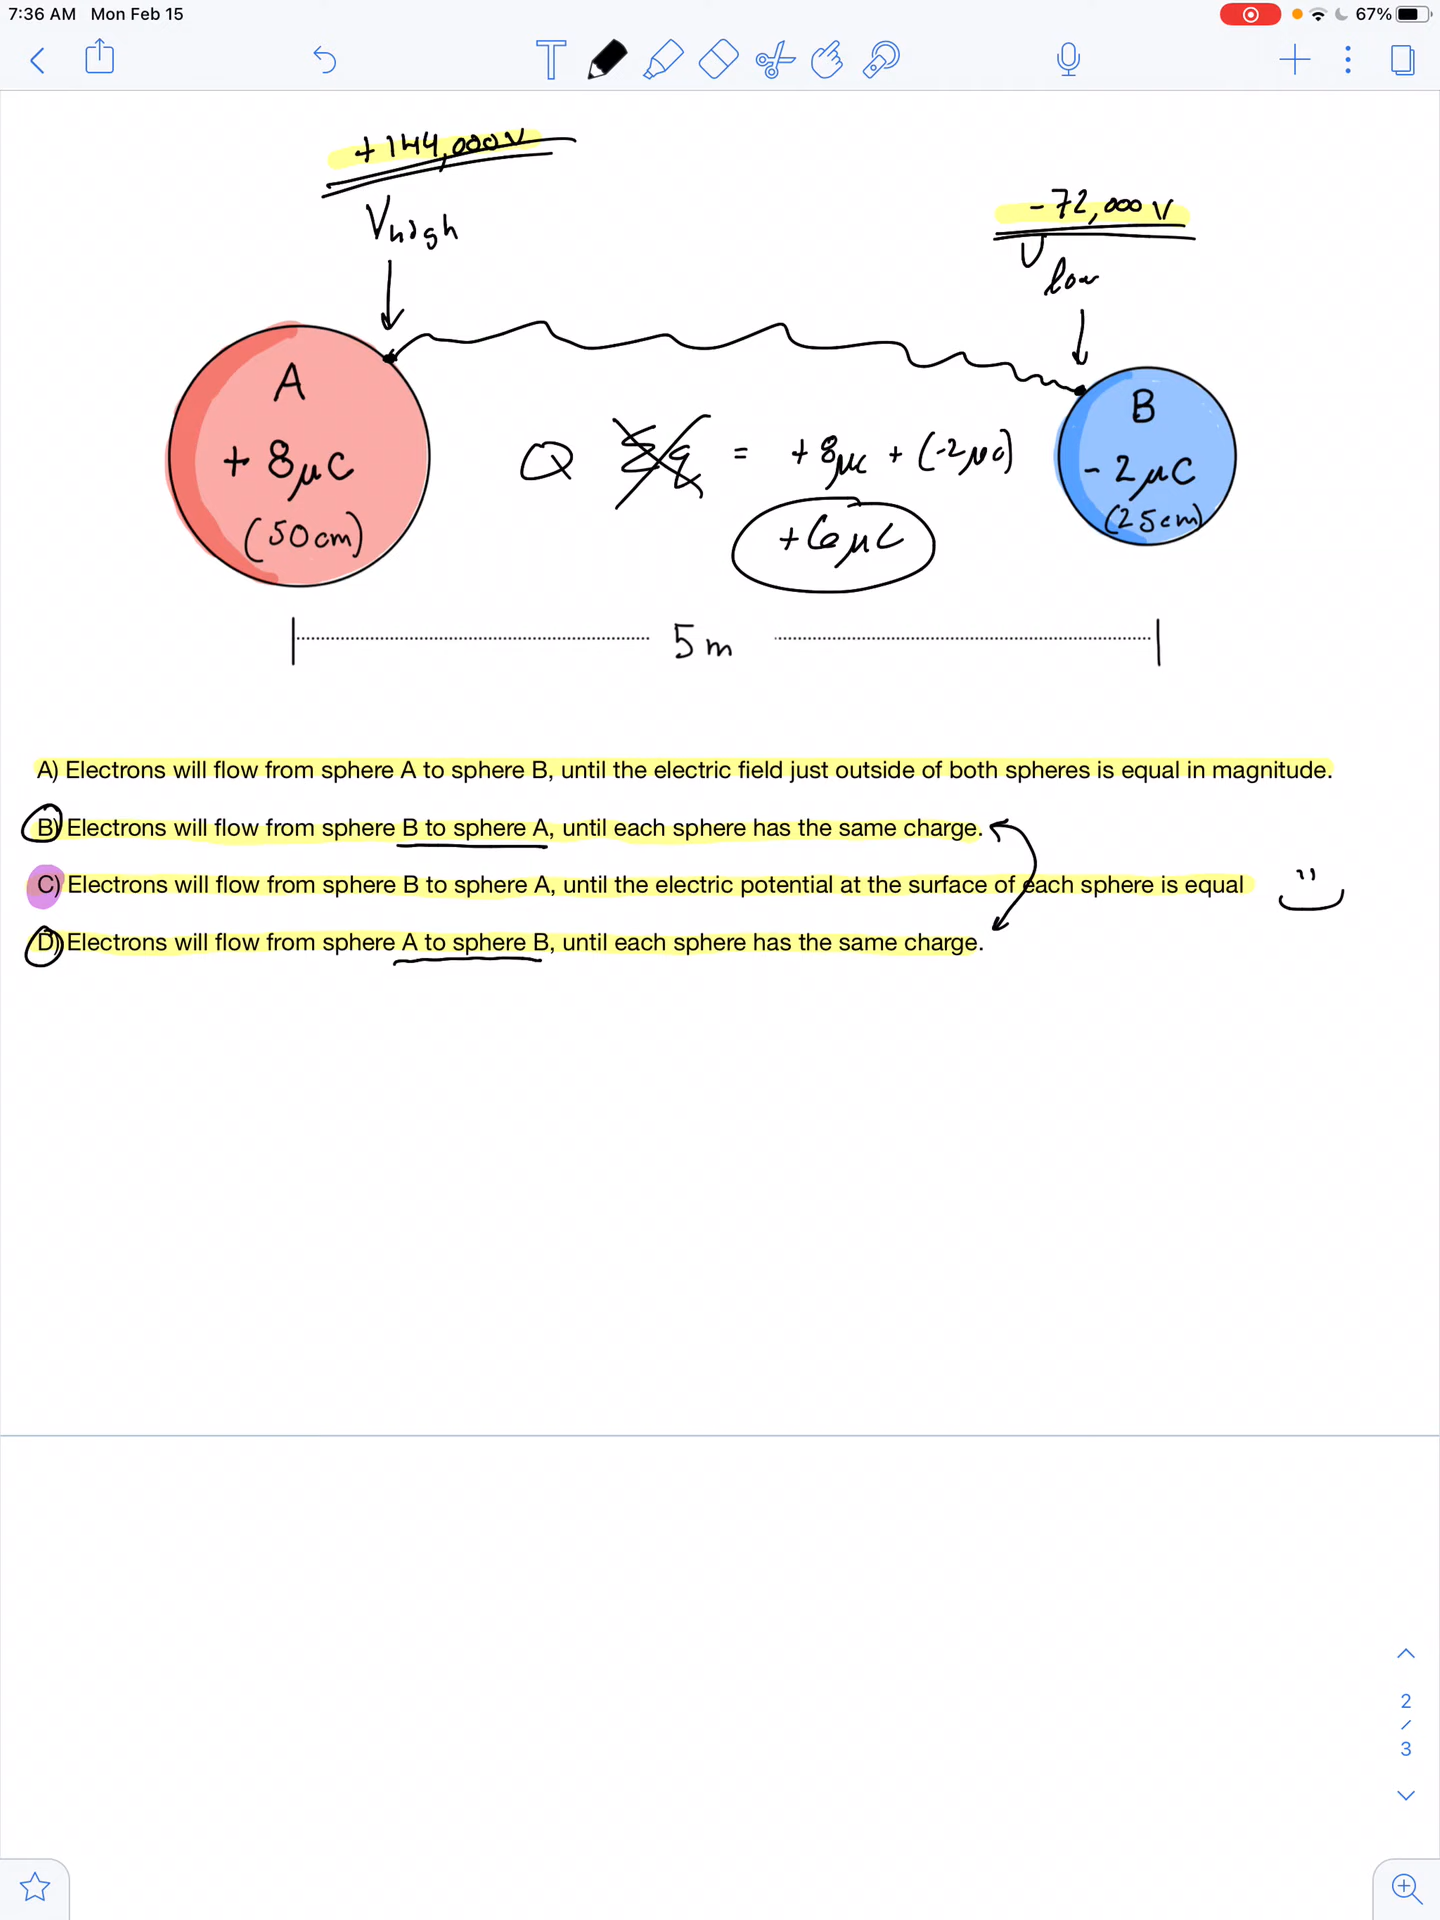 7:36 AM Mon Feb 15
67%
+144,000V
Vhigh
-72,000V
Vlow
A
+8μC
(50cm)
Q Σq = +8μC + (-2μC)
+6μC
B
-2μC
(25cm)
5m
A) Electrons will flow from sphere A to sphere B, until the electric field just outside of both spheres is equal in magnitude.
B) Electrons will flow from sphere B to sphere A, until each sphere has the same charge.
C) Electrons will flow from sphere B to sphere A, until the electric potential at the surface of each sphere is equal
D) Electrons will flow from sphere A to sphere B, until each sphere has the same charge.
2
/
3